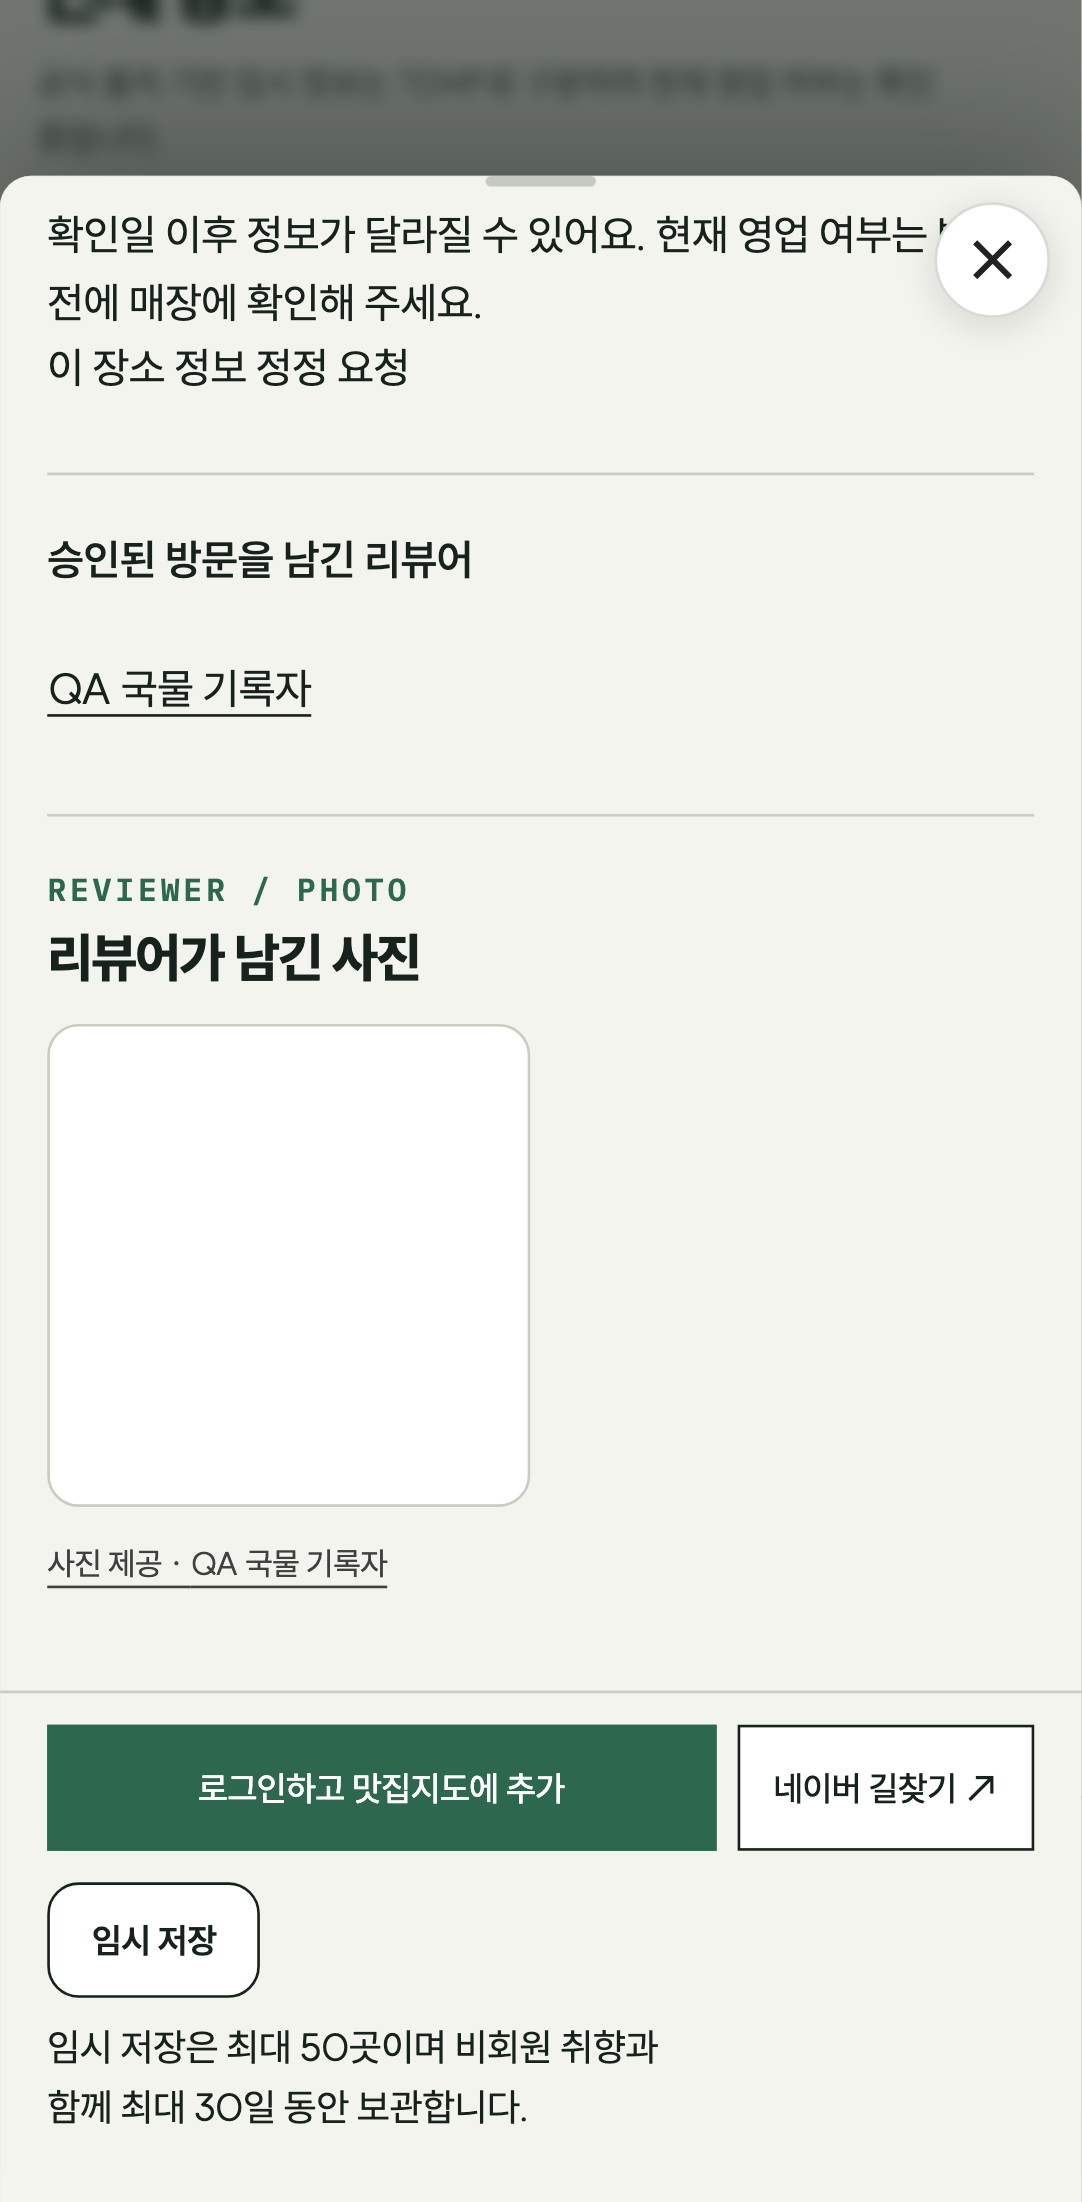 확인일 이후 정보가 달라질 수 있어요. 현재 영업 여부는
전에 매장에 확인해 주세요.
이 장소 정보 정정 요청
승인된 방문을 남긴 리뷰어
QA 국물 기록자
REVIEWER / PHOTO
리뷰어가 남긴 사진
사진 제공 · QA 국물 기록자
로그인하고 맛집지도에 추가
네이버 길찾기 ↗
임시 저장
임시 저장은 최대 50곳이며 비회원 취향과
함께 최대 30일 동안 보관합니다.